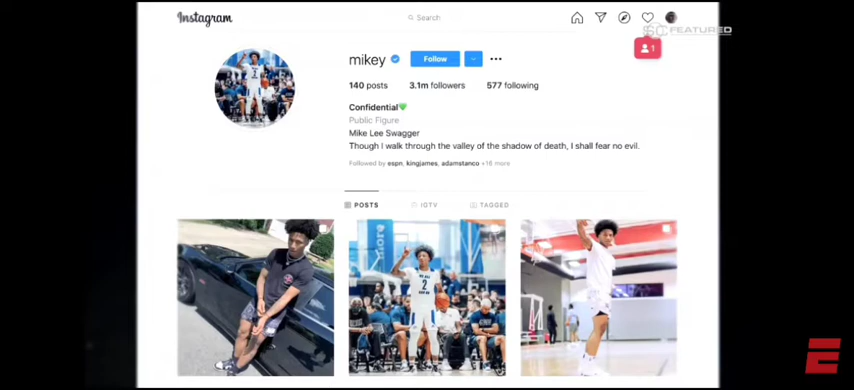 Instagram
Search
SC FEATURED
1
mikey
Follow
140 posts 3.1m followers 577 following
Confidential💚
Public Figure
Mike Lee Swagger
Though I walk through the valley of the shadow of death, I shall fear no evil.
Followed by espn, kingjames, adamstanco +16 more
POSTS IGTV TAGGED
2
E